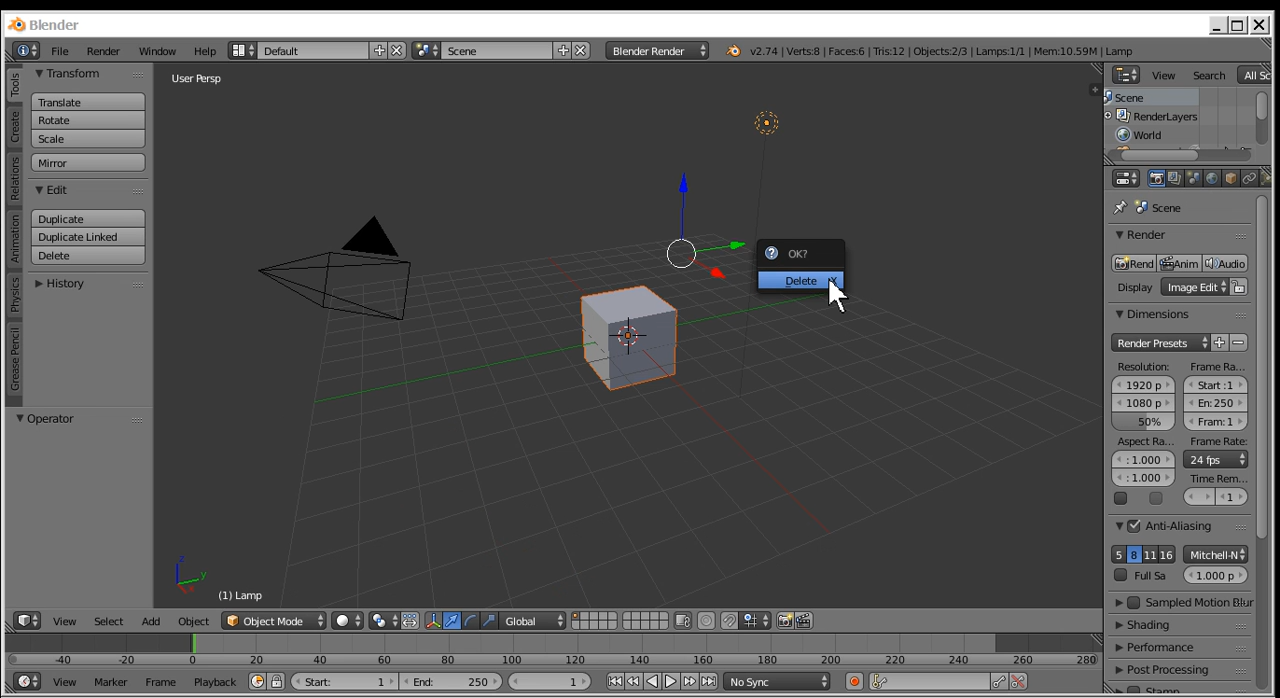 Blender
File Render Window Help Default Scene Blender Render v2.74 | Verts:8 | Faces:6 | Tris:12 | Objects:2/3 | Lamps:1/1 | Mem:10.59M | Lamp
Tools
Create
Relations
Animation
Physics
Grease Pencil
Transform
Translate
Rotate
Scale
Mirror
Edit
Duplicate
Duplicate Linked
Delete
History
Operator
User Persp
OK?
Delete X
z
y
x
(1) Lamp
View Search All Sc
Scene
RenderLayers
World
Scene
Render
Rend Anim Audio
Display Image Edit
Dimensions
Render Presets
Resolution: Frame Ra...
1920 p Start :1
1080 p En: 250
50% Fram: 1
Aspect Ra... Frame Rate:
: 1.000 24 fps
: 1.000 Time Rem...
1
Anti-Aliasing
5 8 11 16 Mitchell-N
Full Sa 1.000 p
Sampled Motion Blur
Shading
Performance
Post Processing
Stamp
View Select Add Object Object Mode Global
-40 -20 0 20 40 60 80 100 120 140 160 180 200 220 240 260 280
View Marker Frame Playback Start: 1 End: 250 1 No Sync